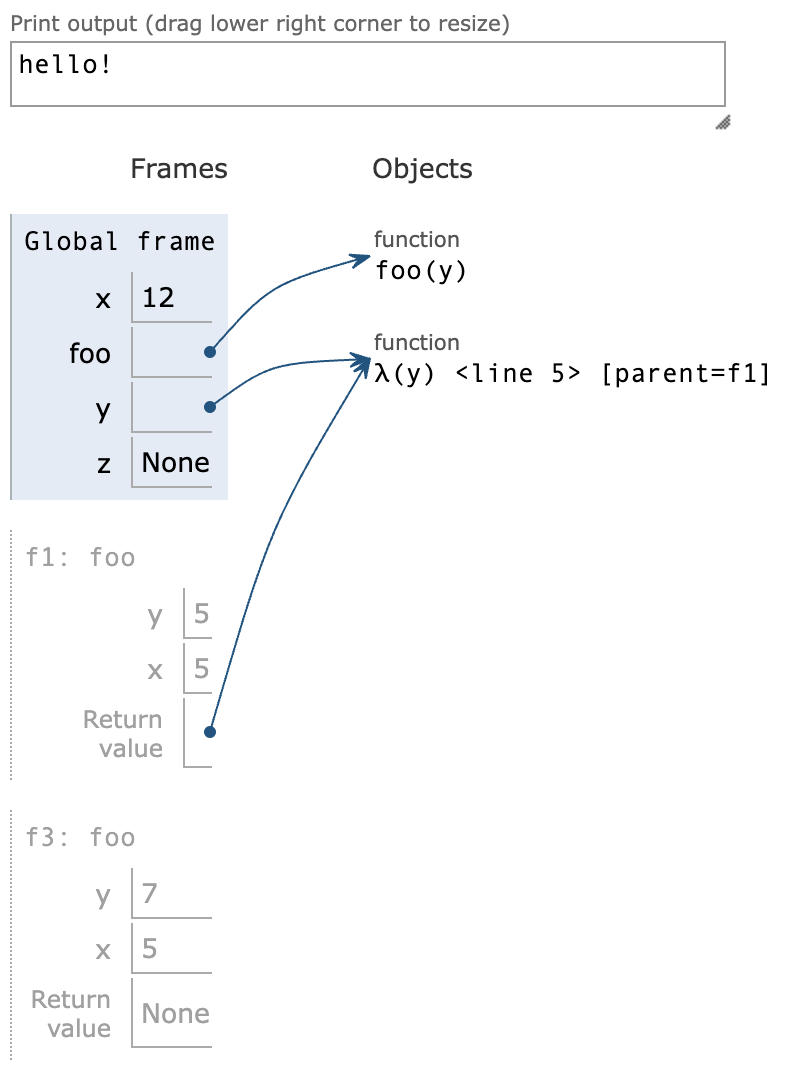 Print output (drag lower right corner to resize)
hello!
Frames Objects
Global frame
x 12
foo
y
z None
function
foo(y)
function
λ(y) <line 5> [parent=f1]
f1: foo
y 5
x 5
Return
value
f3: foo
y 7
x 5
Return
value None